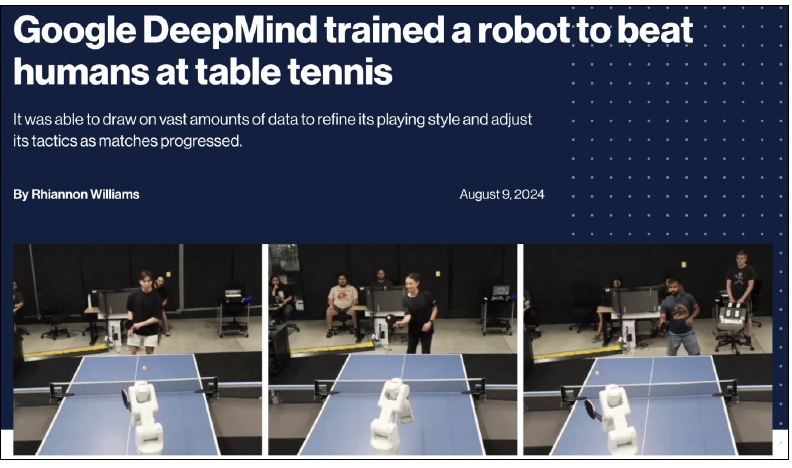 Google DeepMind trained a robot to beat
humans at table tennis
It was able to draw on vast amounts of data to refine its playing style and adjust
its tactics as matches progressed.
By Rhiannon Williams
August 9, 2024